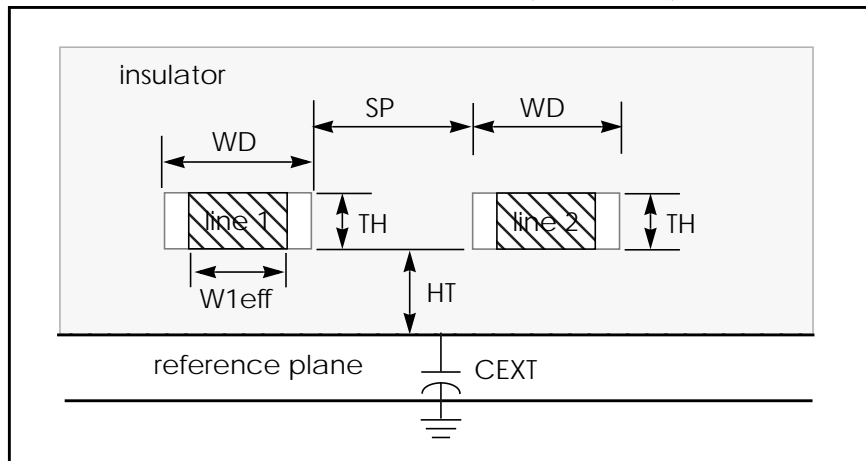 insulator
SP
WD
WD
line 1
TH
line 2
TH
W1eff
HT
reference plane
CEXT